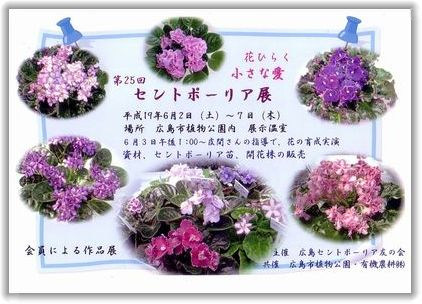 花ひらく
小さな愛
第25回
セントポーリア展
平成19年6月2日（土）～7日（木）
場所　広島市植物公園内　展示温室
6月3日午後1:00～庄間さんの指導で、花の育成実演
資材、セントポーリア苗、開花株の販売
会員による作品展
主催　広島セントポーリア友の会
共催　広島市植物公園・有機農耕㈱